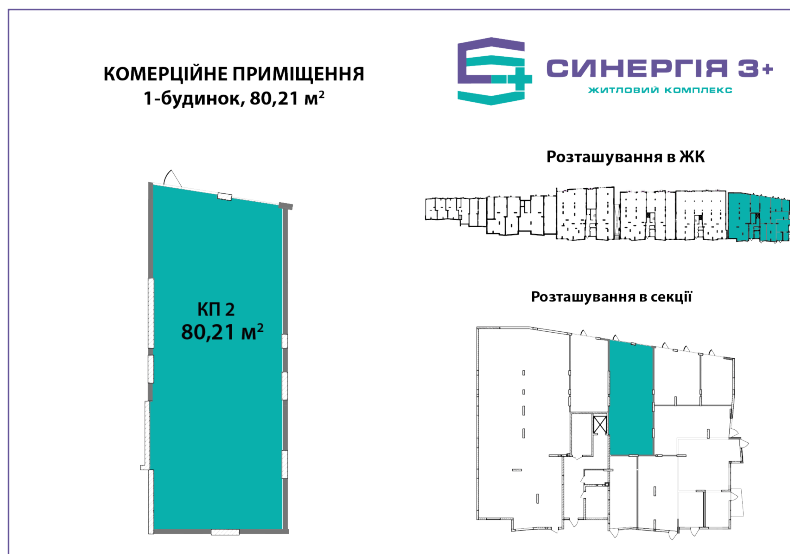 КОМЕРЦІЙНЕ ПРИМІЩЕННЯ
1-будинок, 80,21 м²
СИНЕРГІЯ 3+
ЖИТЛОВИЙ КОМПЛЕКС
Розташування в ЖК
КП 2
80,21 м²
Розташування в секції